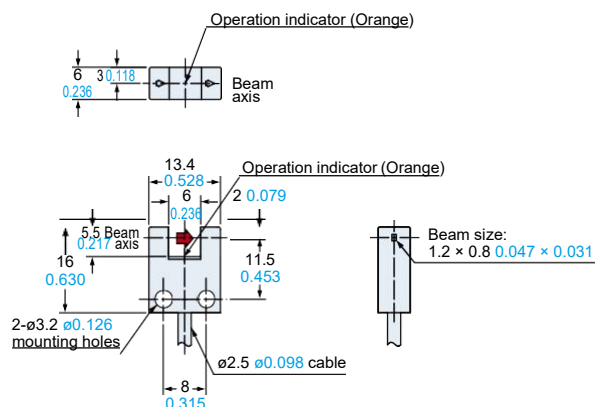 Operation indicator (Orange)
6
0.236
3 0.118
Beam
axis
Operation indicator (Orange)
13.4
0.528
6
0.236
2 0.079
5.5 Beam
0.217 axis
16
0.630
11.5
0.453
Beam size:
1.2 × 0.8 0.047 × 0.031
2-ø3.2 ø0.126
mounting holes
ø2.5 ø0.098 cable
8
0.315